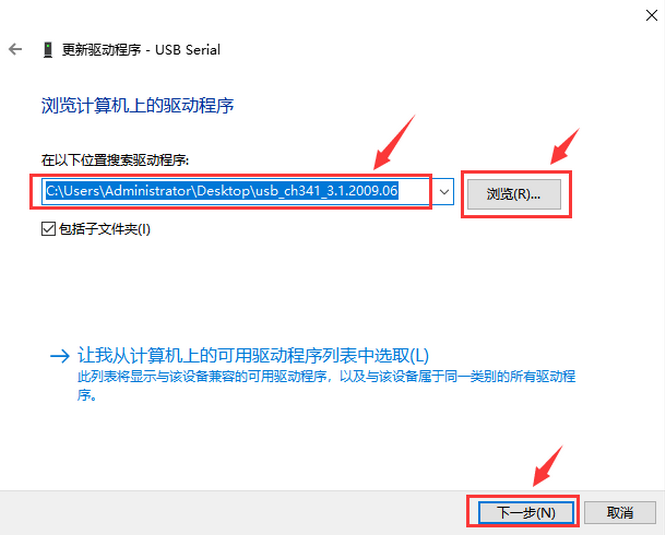 更新驱动程序 - USB Serial
浏览计算机上的驱动程序
在以下位置搜索驱动程序:
C:\Users\Administrator\Desktop\usb_ch341_3.1.2009.06
浏览(R)...
包括子文件夹(I)
让我从计算机上的可用驱动程序列表中选取(L)
此列表将显示与该设备兼容的可用驱动程序，以及与该设备属于同一类别的所有驱动程
序。
下一步(N)
取消